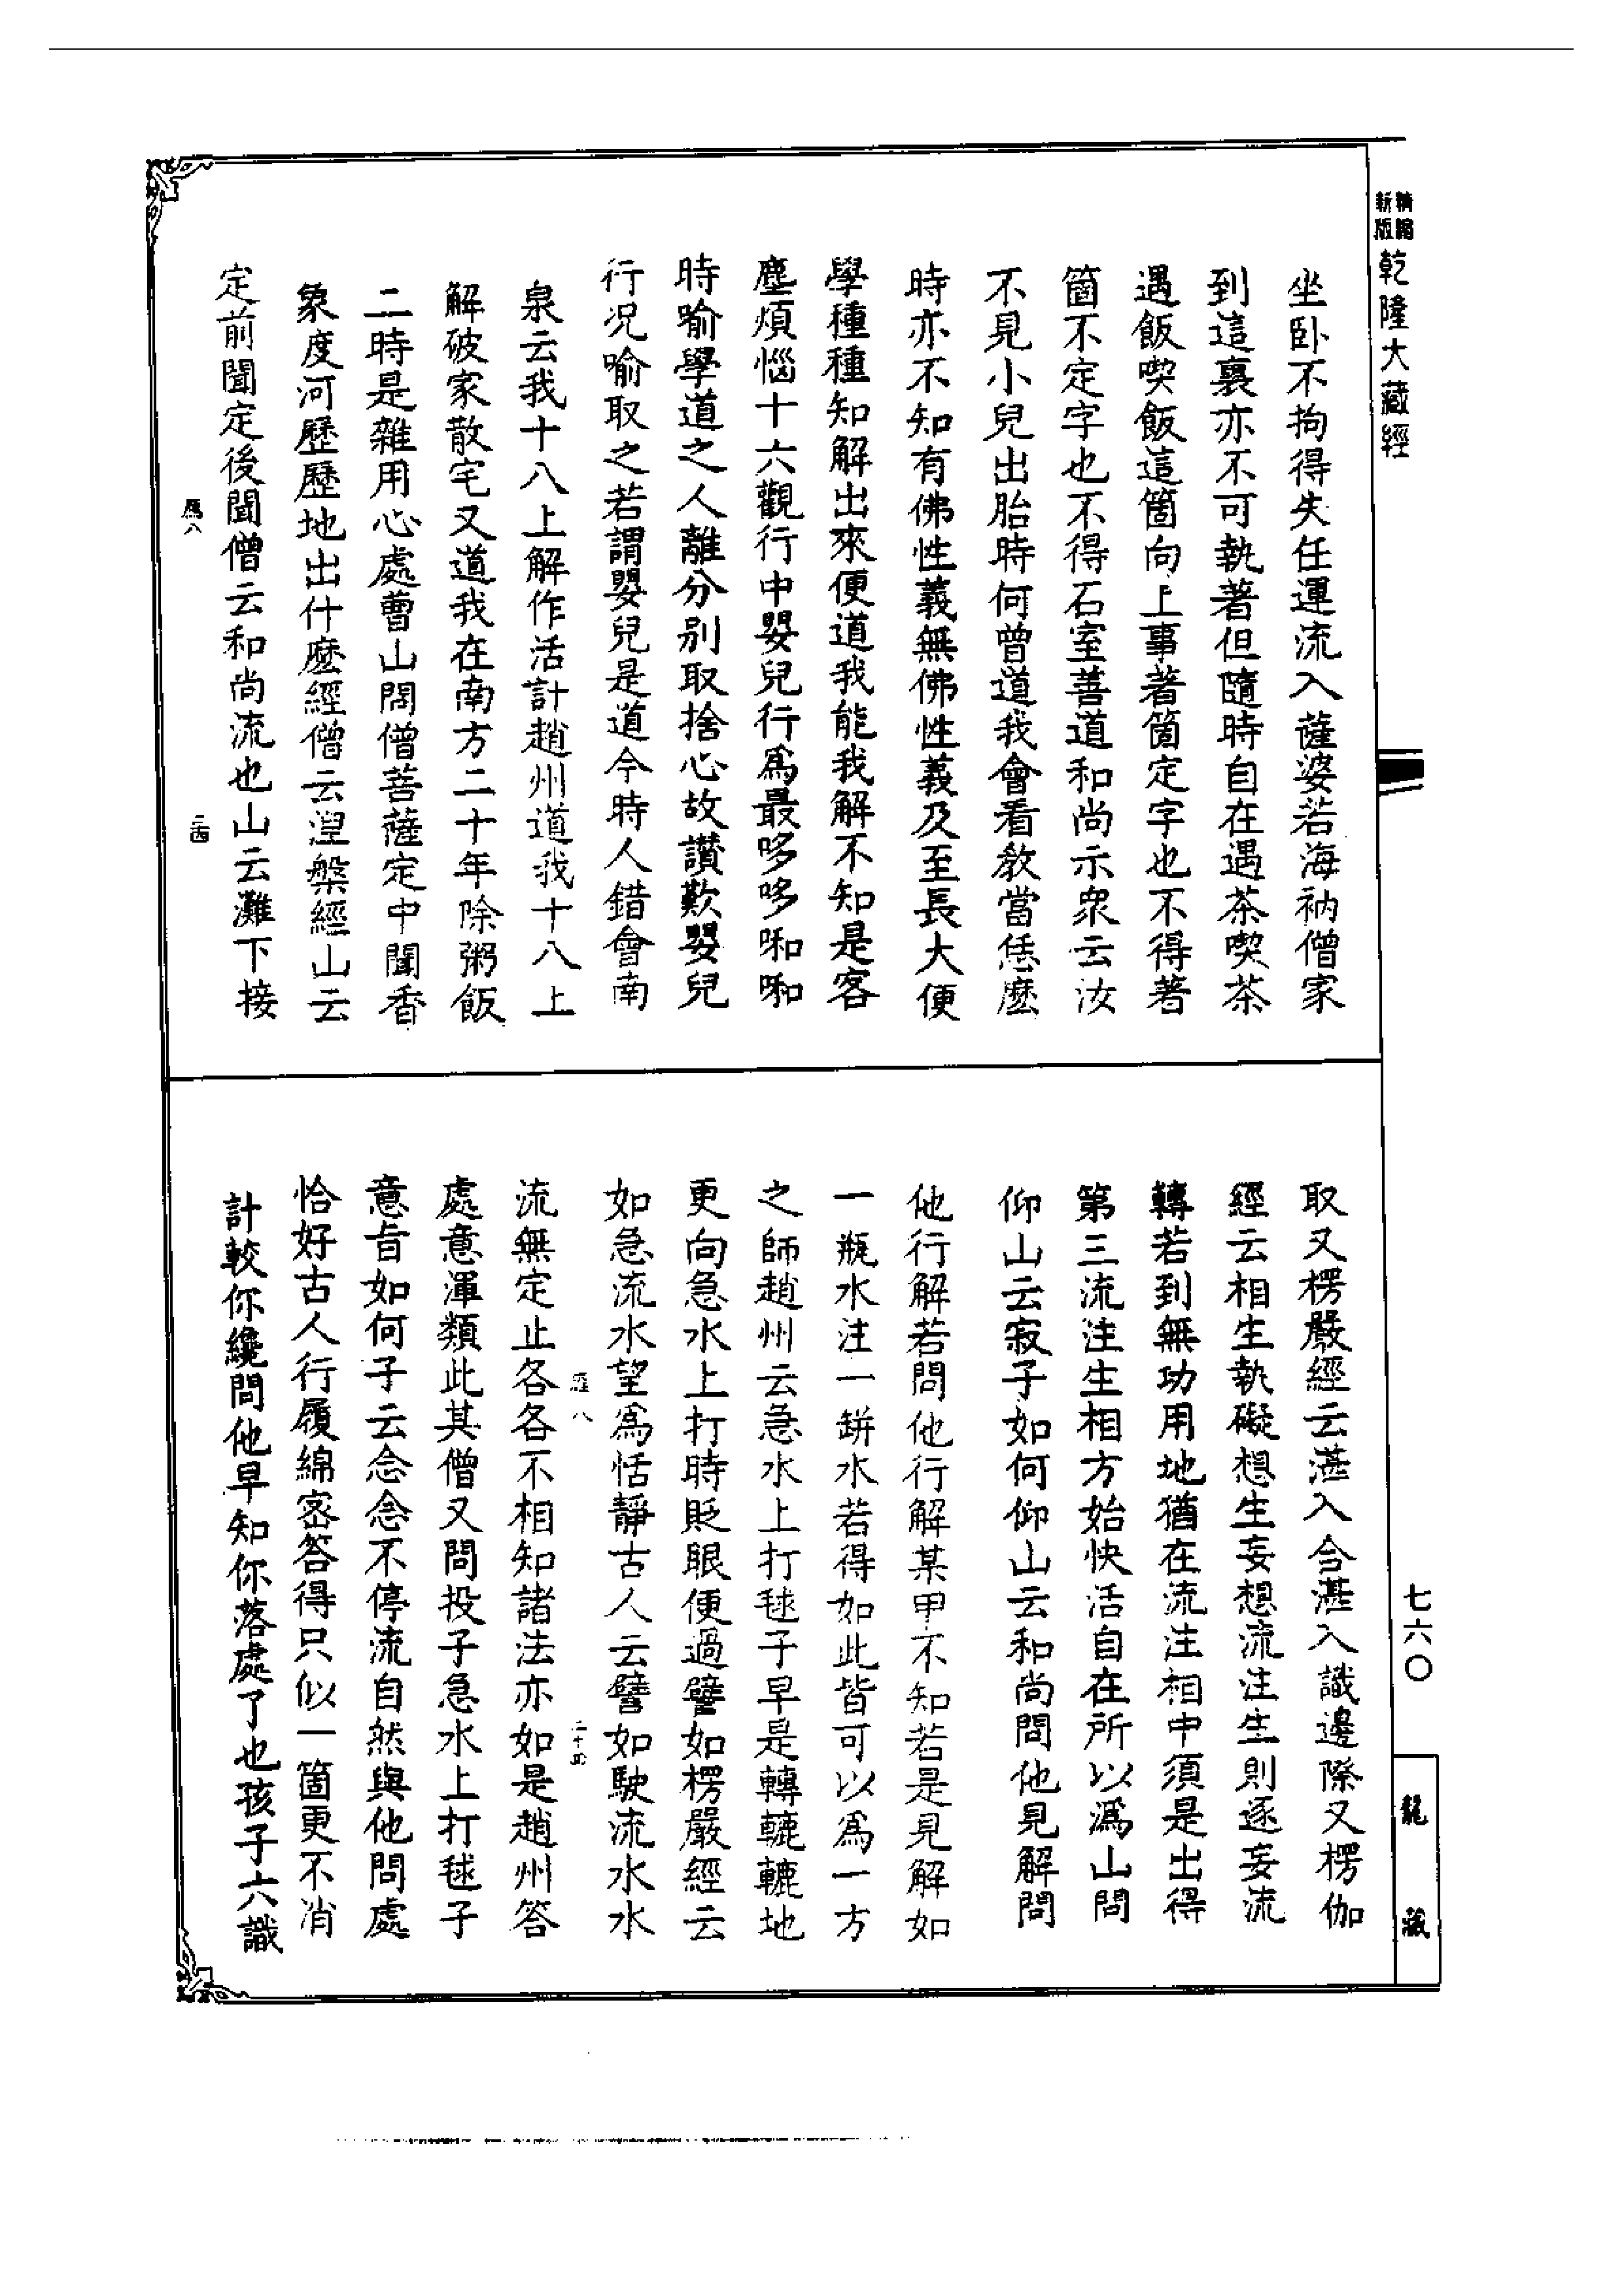 精縮新版
乾隆大藏經
坐卧不拘得失任運流入薩婆若海衲僧家
到這裏亦不可執著但隨時自在遇茶喫茶
遇飯喫飯這箇向上事著箇定字也不得著
箇不定字也不得石室善道和尚示衆云汝
不見小兒出胎時何曾道我會看教當恁麽
時亦不知有佛性義無佛性義及至長大便
學種種知解出來便道我能我解不知是客
塵煩惱十六觀行中嬰兒行爲最哆哆啝啝
時喻學道之人離分別取捨心故讃歎嬰兒
行况喻取之若謂嬰兒是道今時人錯會南
泉云我十八上解作活計趙州道我十八上
解破家散宅又道我在南方二十年除粥飯
二時是雜用心處曹山問僧菩薩定中聞香
象度河歷歷地出什麽經僧云湼槃經山云
定前聞定後聞僧云和尚流也山云灘下接
取又楞嚴經云湛入合湛入識邊際又楞伽
經云相生執礙想生妄想流注生則逐妄流
轉若到無功用地猶在流注相中須是出得
第三流注生相方始快活自在所以溈山問
仰山云寂子如何仰山云和尚問他見解問
他行解若問他行解某甲不知若是見解如
一瓶水注一缾水若得如此皆可以爲一方
之師趙州云急水上打毬子早是轉轆轆地
更向急水上打時貶眼便過譬如楞嚴經云
如急流水望爲恬靜古人云譬如駛流水水
流無定止各各不相知諸法亦如是趙州答
處意渾類此其僧又問投子急水上打毬子
意旨如何子云念念不停流自然與他問處
恰好古人行履綿密答得只似一箇更不消
計較你纔問他早知你落處了也孩子六識
七六〇
龍藏